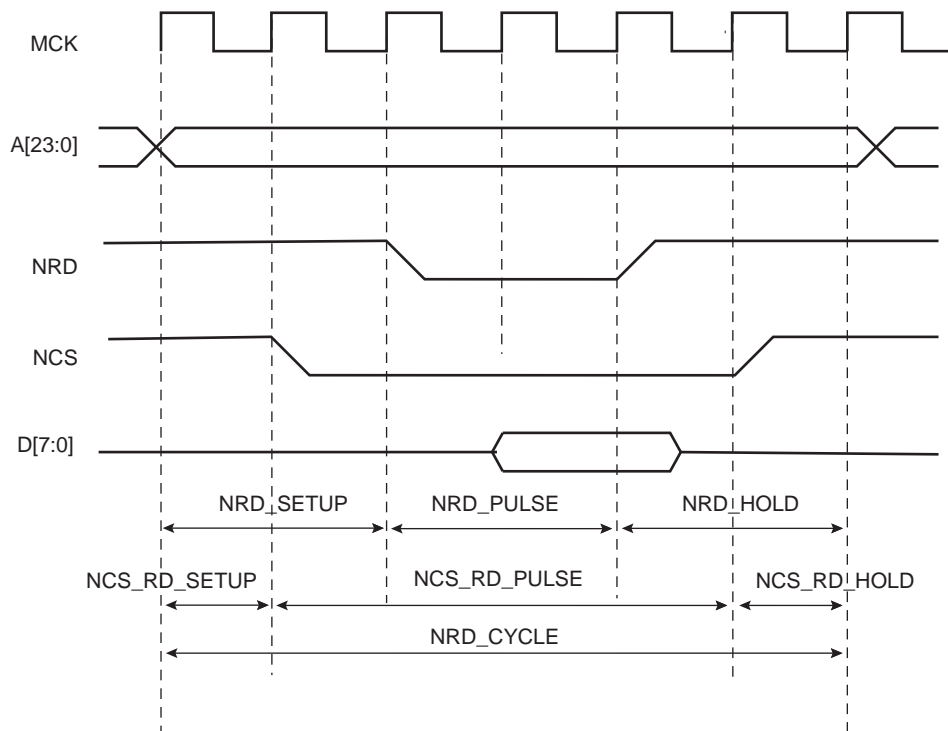 MCK
A[23:0]
NRD
NCS
D[7:0]
NRD_SETUP NRD_PULSE NRD_HOLD
NCS_RD_SETUP NCS_RD_PULSE NCS_RD_HOLD
NRD_CYCLE